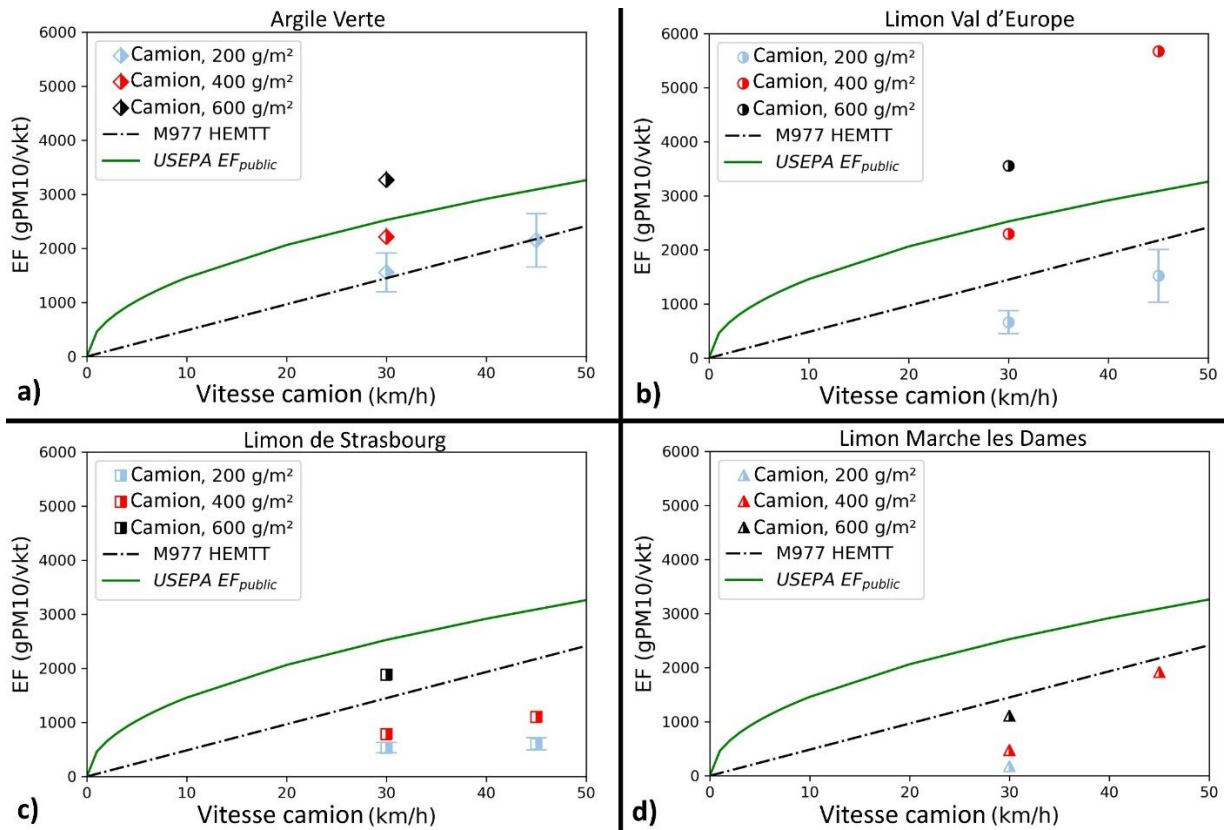 Argile Verte
6000
5000
4000
3000
2000
1000
0
EF (gPM10/vkt)
Camion, 200 g/m²
Camion, 400 g/m²
Camion, 600 g/m²
M977 HEMTT
USEPA EFpublic
0 10 20 30 40 50
Vitesse camion (km/h)
a)
Limon Val d'Europe
6000
5000
4000
3000
2000
1000
0
EF (gPM10/vkt)
Camion, 200 g/m²
Camion, 400 g/m²
Camion, 600 g/m²
M977 HEMTT
USEPA EFpublic
0 10 20 30 40 50
Vitesse camion (km/h)
b)
Limon de Strasbourg
6000
5000
4000
3000
2000
1000
0
EF (gPM10/vkt)
Camion, 200 g/m²
Camion, 400 g/m²
Camion, 600 g/m²
M977 HEMTT
USEPA EFpublic
0 10 20 30 40 50
Vitesse camion (km/h)
c)
Limon Marche les Dames
6000
5000
4000
3000
2000
1000
0
EF (gPM10/vkt)
Camion, 200 g/m²
Camion, 400 g/m²
Camion, 600 g/m²
M977 HEMTT
USEPA EFpublic
0 10 20 30 40 50
Vitesse camion (km/h)
d)